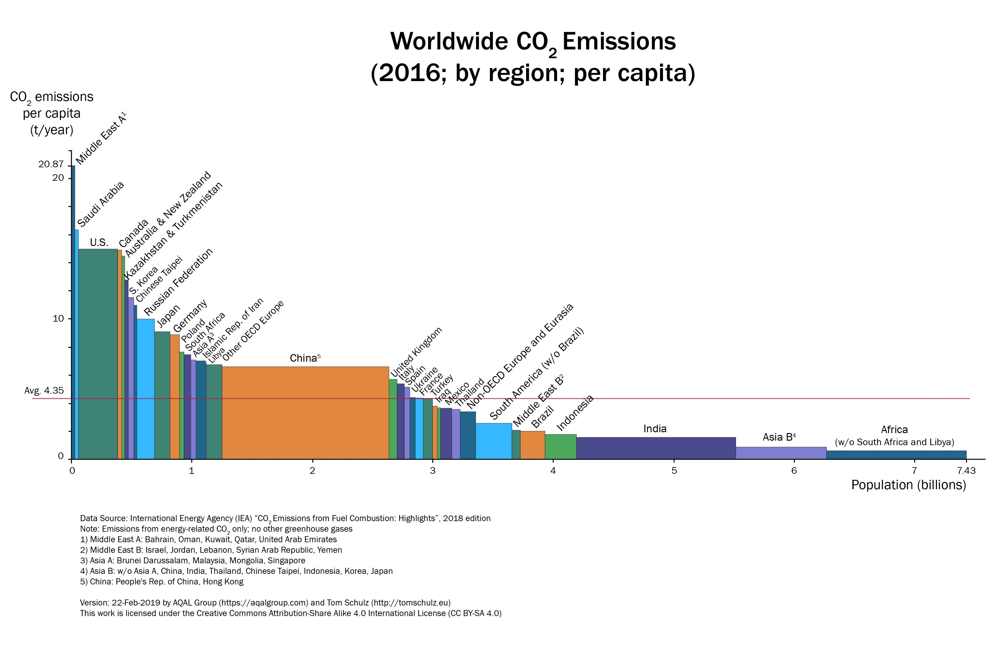 Worldwide CO2 Emissions
(2016; by region; per capita)
CO2 emissions
per capita
(t/year)
20.87
20
10
Avg. 4.35
0
Middle East A1
Saudi Arabia
U.S.
Canada
Australia & New Zealand
Kazakhstan & Turkmenistan
S. Korea
Chinese Taipei
Russian Federation
Japan
Germany
Poland
South Africa
Asia A3
Islamic Rep. of Iran
Libya
Other OECD Europe
China5
United Kingdom
Italy
Spain
Ukraine
France
Turkey
Iraq
Mexico
Thailand
Non-OECD Europe and Eurasia
South America (w/o Brazil)
Middle East B2
Brazil
Indonesia
India
Asia B4
Africa
(w/o South Africa and Libya)
0 1 2 3 4 5 6 7 7.43
Population (billions)
Data Source: International Energy Agency (IEA) “CO2 Emissions from Fuel Combustion: Highlights”, 2018 edition
Note: Emissions from energy-related CO2 only; no other greenhouse gases
1) Middle East A: Bahrain, Oman, Kuwait, Qatar, United Arab Emirates
2) Middle East B: Israel, Jordan, Lebanon, Syrian Arab Republic, Yemen
3) Asia A: Brunei Darussalam, Malaysia, Mongolia, Singapore
4) Asia B: w/o Asia A, China, India, Thailand, Chinese Taipei, Indonesia, Korea, Japan
5) China: People's Rep. of China, Hong Kong
Version: 22-Feb-2019 by AQAL Group (https://aqalgroup.com) and Tom Schulz (http://tomschulz.eu)
This work is licensed under the Creative Commons Attribution-Share Alike 4.0 International License (CC BY-SA 4.0)